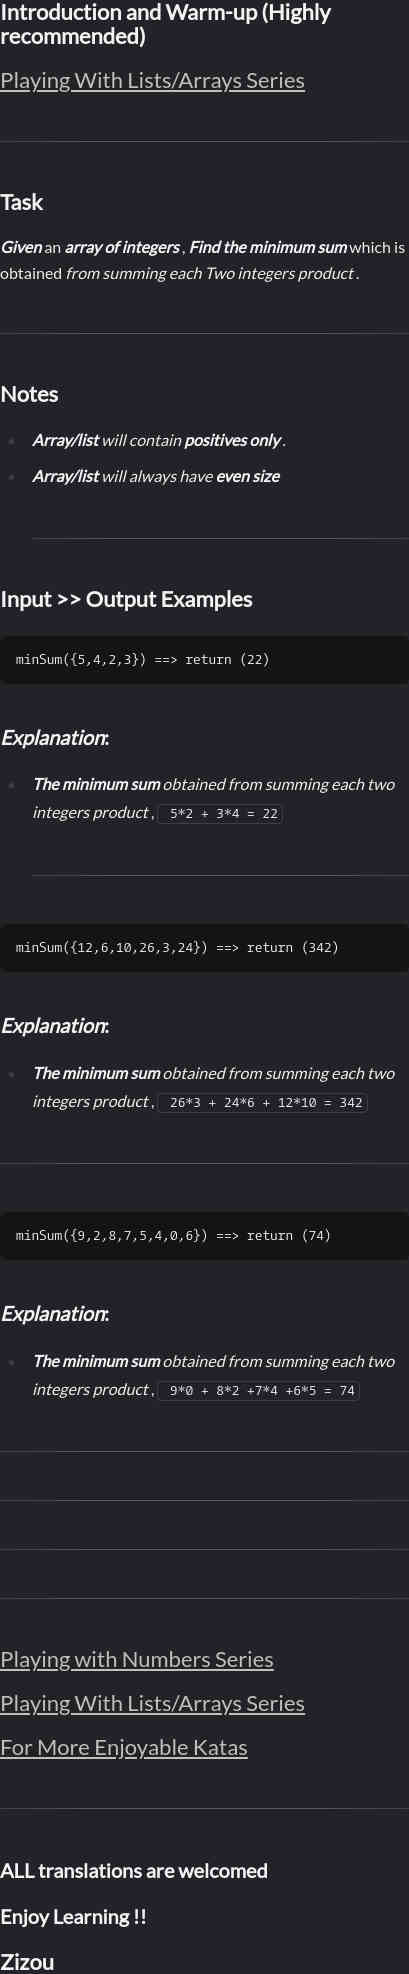 Introduction and Warm-up (Highly
recommended)
Playing With Lists/Arrays Series
Task
Given an array of integers , Find the minimum sum which is
obtained from summing each Two integers product .
Notes
Array/list will contain positives only .
Array/list will always have even size
Input >> Output Examples
minSum({5,4,2,3}) ==> return (22)
Explanation:
The minimum sum obtained from summing each two
integers product , 5*2 + 3*4 = 22
minSum({12,6,10,26,3,24}) ==> return (342)
Explanation:
The minimum sum obtained from summing each two
integers product , 26*3 + 24*6 + 12*10 = 342
minSum({9,2,8,7,5,4,0,6}) ==> return (74)
Explanation:
The minimum sum obtained from summing each two
integers product , 9*0 + 8*2 +7*4 +6*5 = 74
Playing with Numbers Series
Playing With Lists/Arrays Series
For More Enjoyable Katas
ALL translations are welcomed
Enjoy Learning !!
Zizou